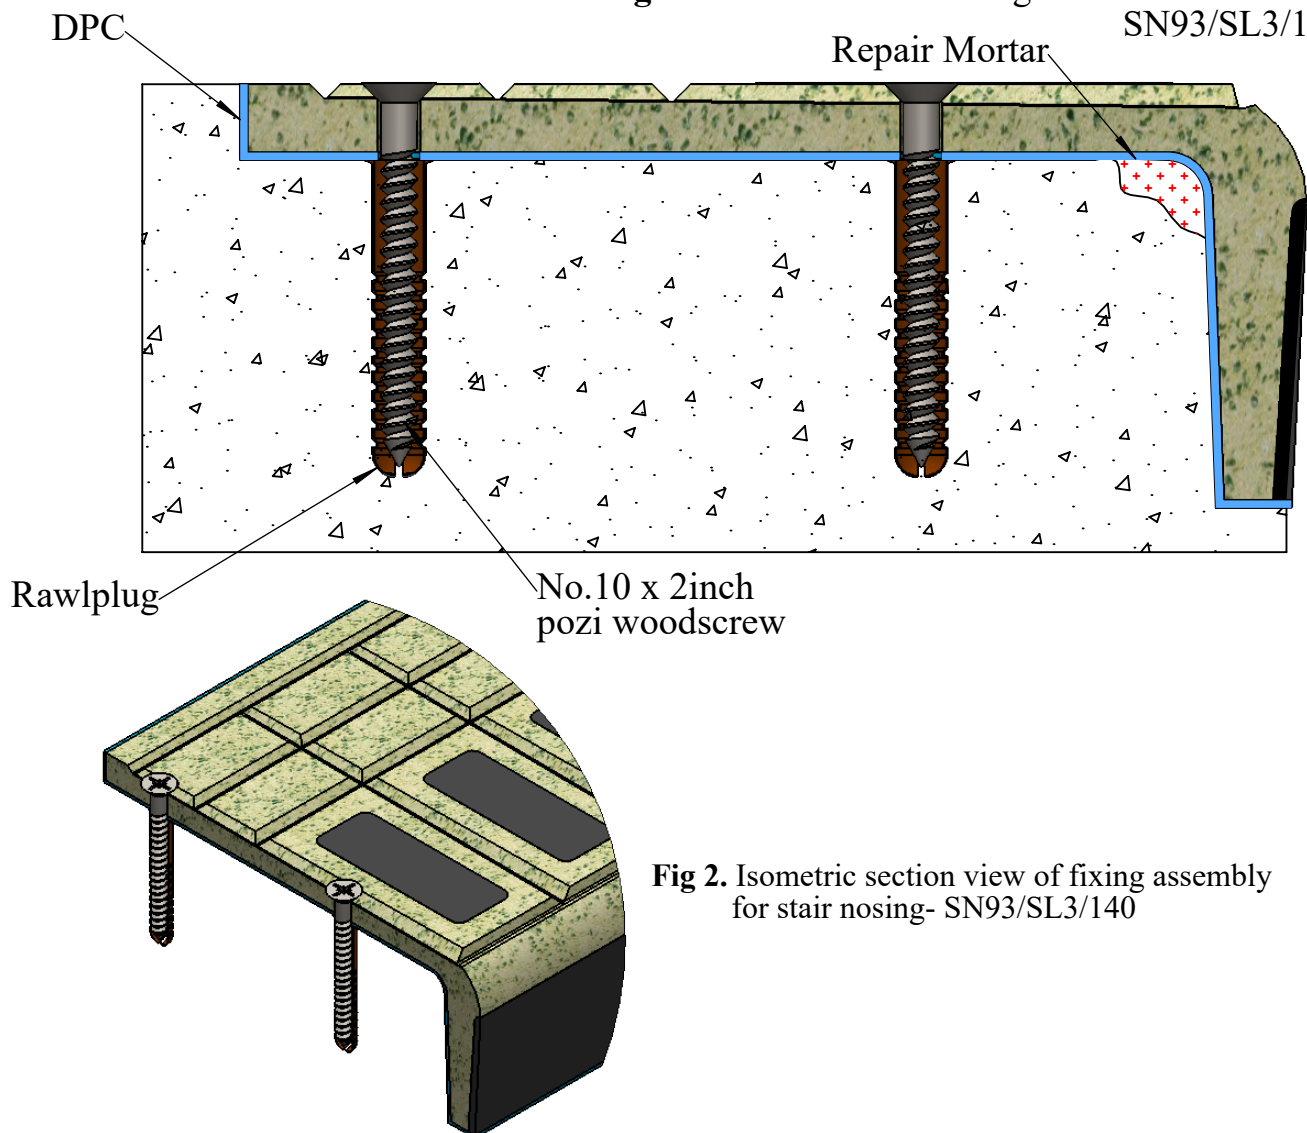 SN93/SL3/1
DPC
Repair Mortar
Rawlplug
No.10 x 2inch
pozi woodscrew
Fig 2. Isometric section view of fixing assembly
for stair nosing- SN93/SL3/140